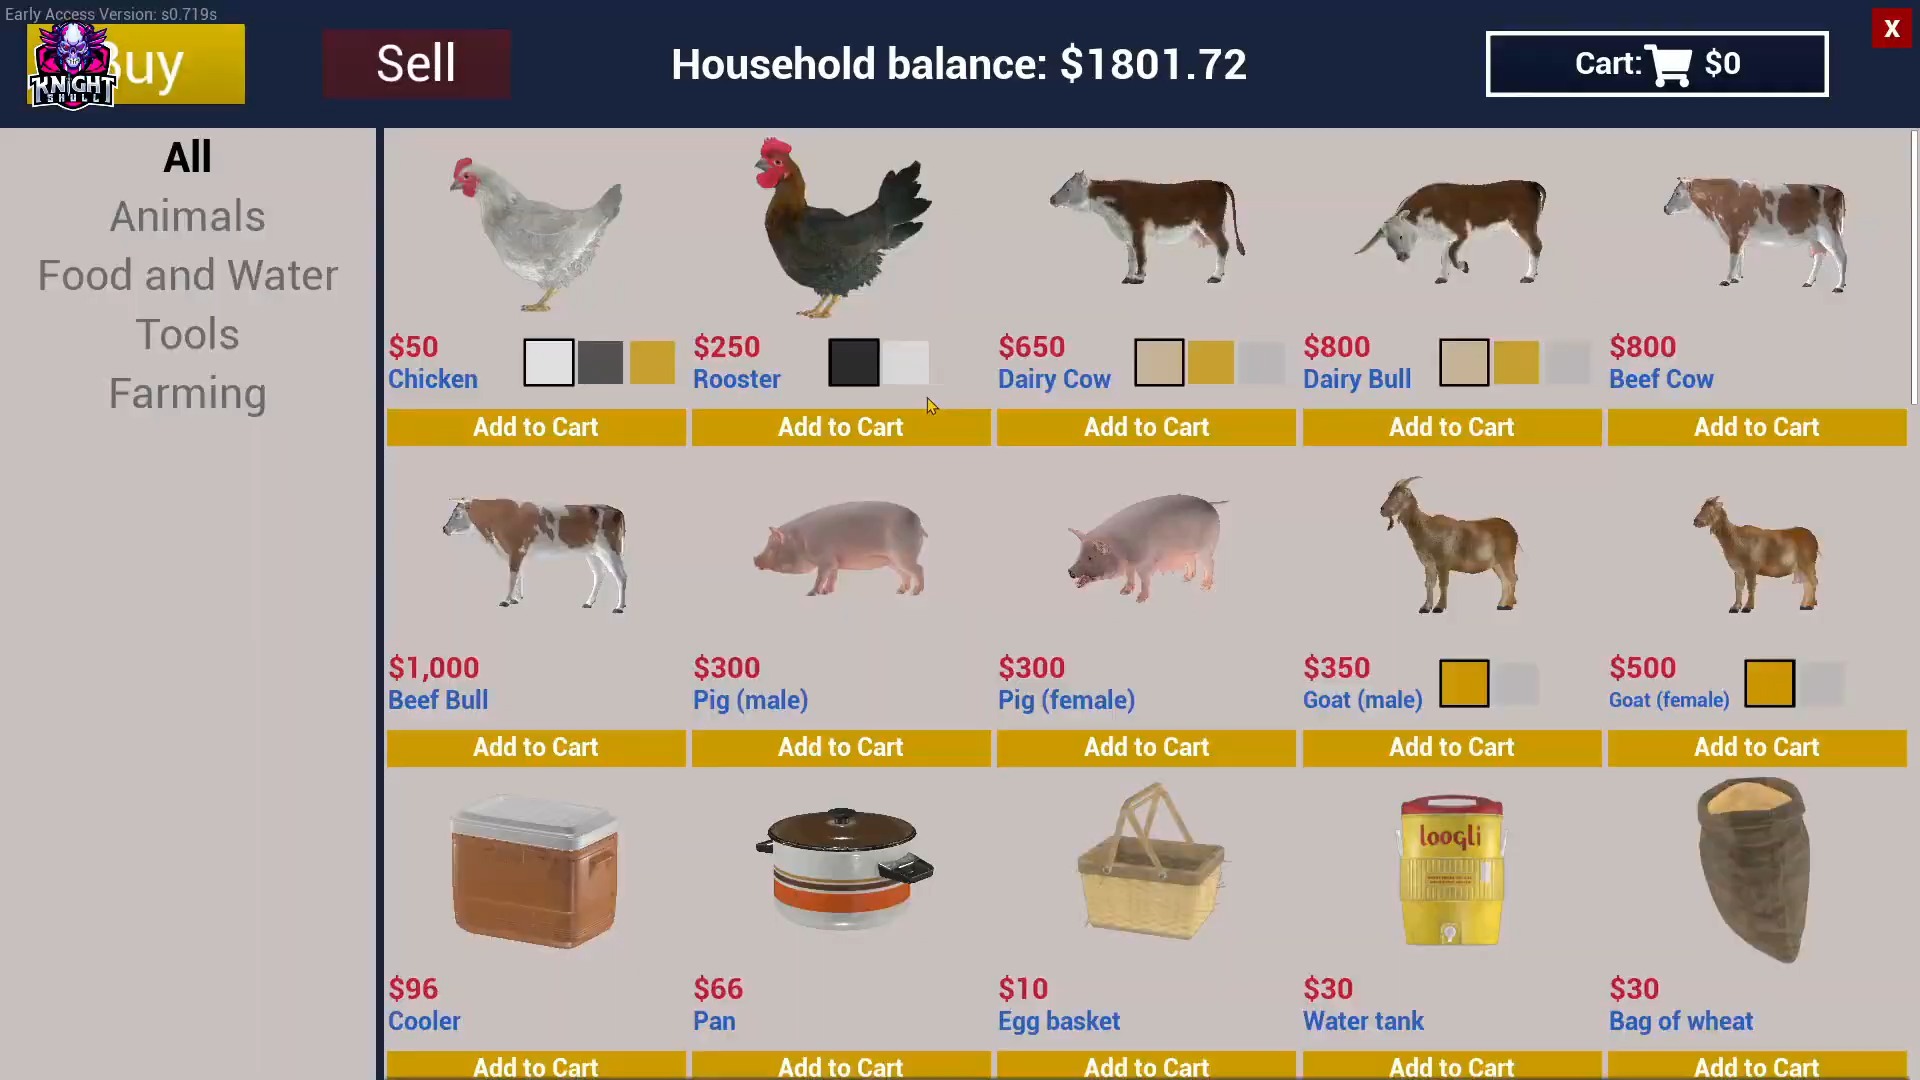 Early Access Version: s0.719s
Buy
KNIGHT
SKULL
Sell
Household balance: $1801.72
Cart: $0
X
All
Animals
Food and Water
Tools
Farming
$50
Chicken
Add to Cart
$250
Rooster
Add to Cart
$650
Dairy Cow
Add to Cart
$800
Dairy Bull
Add to Cart
$800
Beef Cow
Add to Cart
$1,000
Beef Bull
Add to Cart
$300
Pig (male)
Add to Cart
$300
Pig (female)
Add to Cart
$350
Goat (male)
Add to Cart
$500
Goat (female)
Add to Cart
$96
Cooler
Add to Cart
$66
Pan
Add to Cart
$10
Egg basket
Add to Cart
loogli
$30
Water tank
Add to Cart
$30
Bag of wheat
Add to Cart